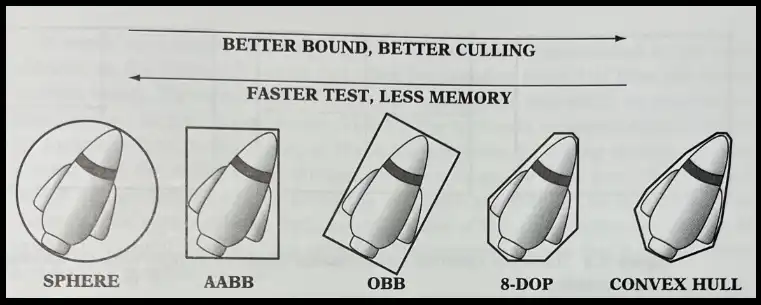 BETTER BOUND, BETTER CULLING
FASTER TEST, LESS MEMORY
SPHERE AABB OBB 8-DOP CONVEX HULL